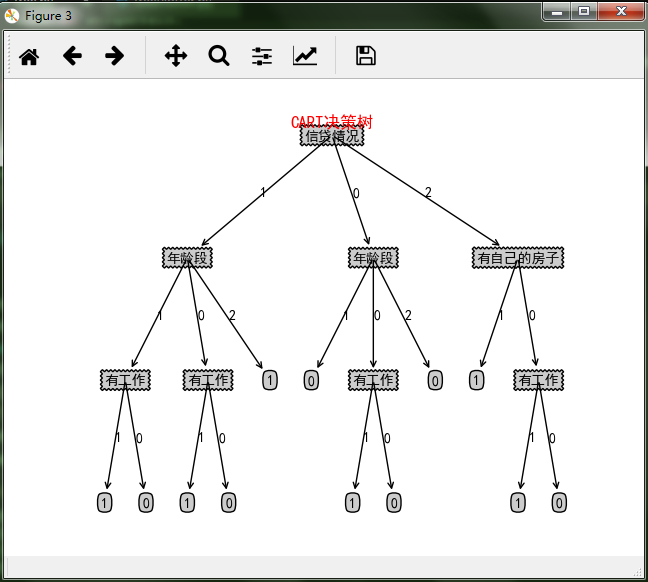 Figure 3
CART决策树
信贷情况
1 0 2
年龄段 年龄段 有自己的房子
1 0 2 1 0 2 1 0
有工作 有工作 1 0 有工作 0 1 有工作
1 0 1 0 1 0 1 0
1 0 1 0 1 0 1 0